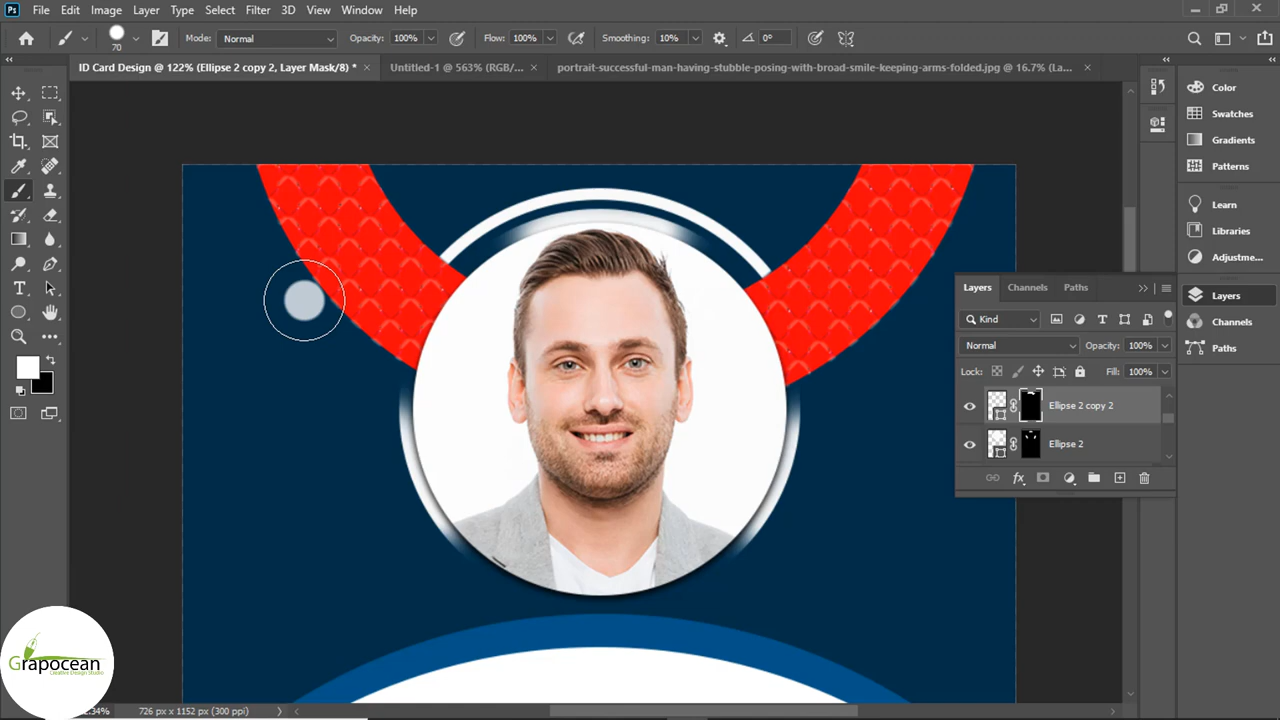 Ps File Edit Image Layer Type Select Filter 3D View Window Help
70 Mode: Normal Opacity: 100% Flow: 100% Smoothing: 10% 0°
ID Card Design @ 122% (Ellipse 2 copy 2, Layer Mask/8) * × Untitled-1 @ 563% (RGB/... × portrait-successful-man-having-stubble-posing-with-broad-smile-keeping-arms-folded.jpg @ 16.7% (La... ×
Color
Swatches
Gradients
Patterns
Learn
Libraries
Adjustme...
Layers
Channels
Paths
Layers Channels Paths
Kind
Normal Opacity: 100%
Lock: Fill: 100%
Ellipse 2 copy 2
Ellipse 2
fx
Grapocean
Creative Design Studio
2.34% 726 px x 1152 px (300 ppi)